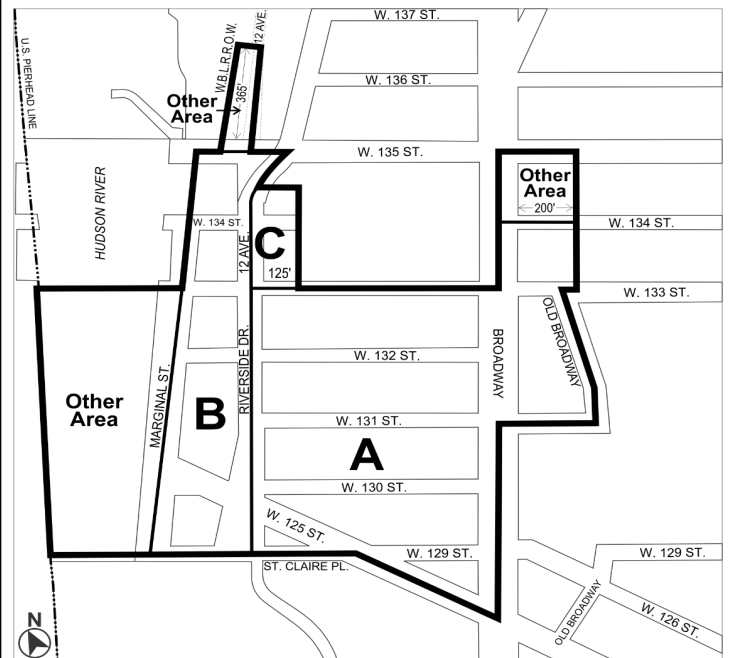 W. 137 ST.
12 AVE.
U.S. PIERHEAD LINE
W.B.L.R.R.O.W.
W. 136 ST.
365'
Other
Area
W. 135 ST.
Other
Area
200'
HUDSON RIVER
W. 134 ST.
W. 134 ST.
C
12 AVE.
125'
W. 133 ST.
OLD BROADWAY
BROADWAY
RIVERSIDE DR.
W. 132 ST.
MARGINAL ST.
Other
Area
B
W. 131 ST.
A
W. 130 ST.
W. 125 ST.
W. 129 ST.
W. 129 ST.
ST. CLAIRE PL.
OLD BROADWAY
W. 126 ST.
N